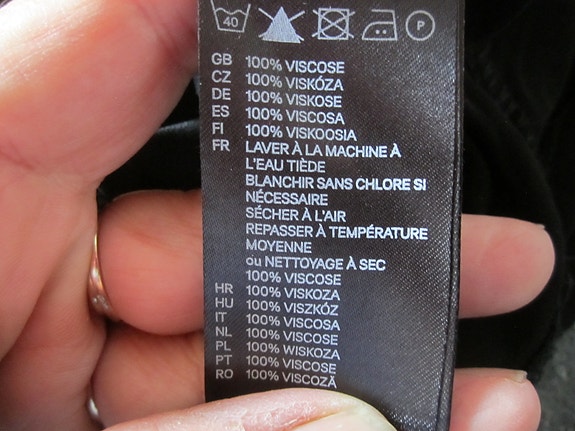 40 P
GB 100% VISCOSE
CZ 100% VISKÓZA
DE 100% VISKOSE
ES 100% VISCOSA
FI 100% VISKOOSIA
FR LAVER À LA MACHINE À
L'EAU TIÈDE
BLANCHIR SANS CHLORE SI
NÉCESSAIRE
SÉCHER À L'AIR
REPASSER À TEMPÉRATURE
MOYENNE
ou NETTOYAGE À SEC
100% VISCOSE
HR 100% VISKOZA
HU 100% VISZKÓZ
IT 100% VISCOSA
NL 100% VISCOSE
PL 100% WISKOZA
PT 100% VISCOSE
RO 100% VISCOZĂ